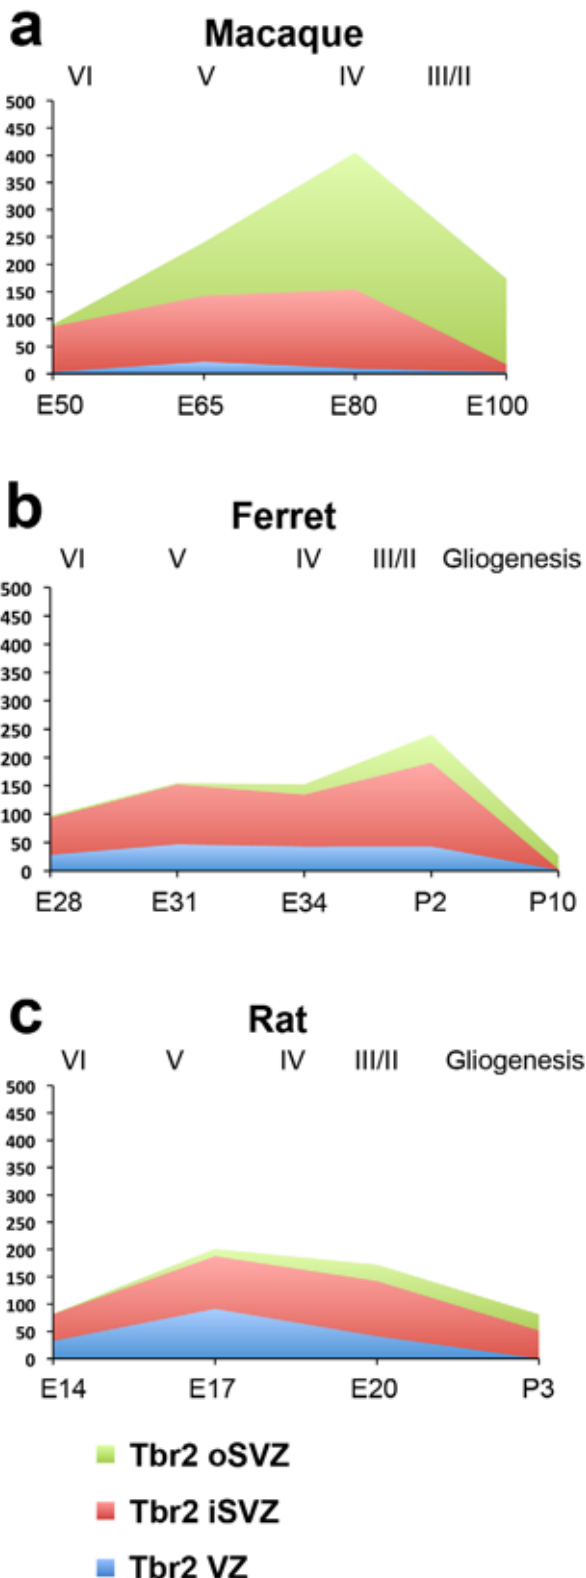 a
Macaque
VI V IV III/II
500
450
400
350
300
250
200
150
100
50
0
E50 E65 E80 E100
b
Ferret
VI V IV III/II Gliogenesis
500
450
400
350
300
250
200
150
100
50
0
E28 E31 E34 P2 P10
c
Rat
VI V IV III/II Gliogenesis
500
450
400
350
300
250
200
150
100
50
0
E14 E17 E20 P3
Tbr2 oSVZ
Tbr2 iSVZ
Tbr2 VZ